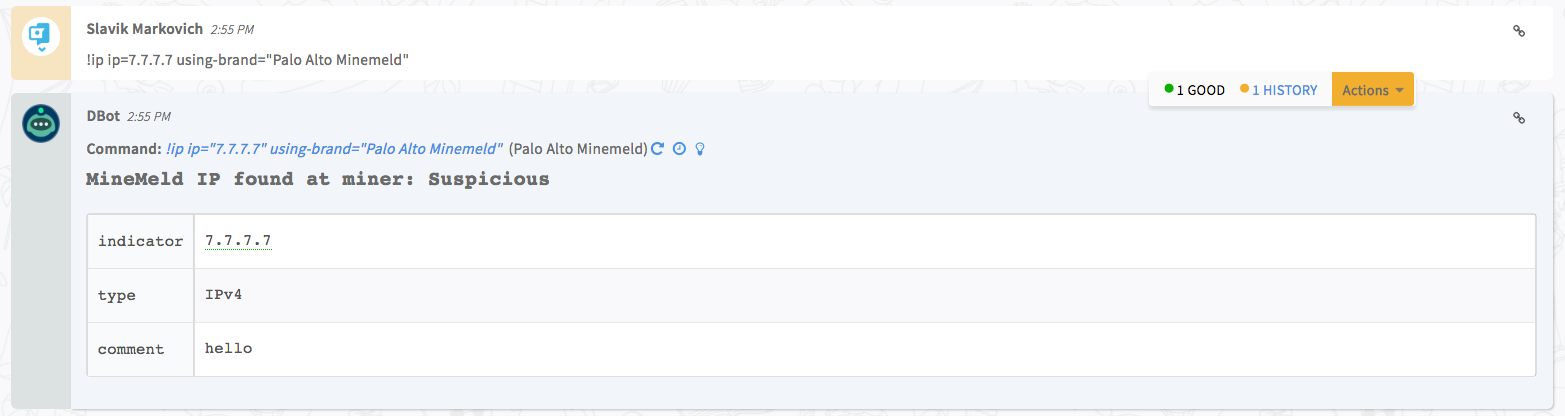 Slavik Markovich 2:55 PM
!ip ip=7.7.7.7 using-brand="Palo Alto Minemeld"
1 GOOD 1 HISTORY Actions
DBot 2:55 PM
Command: !ip ip="7.7.7.7" using-brand="Palo Alto Minemeld" (Palo Alto Minemeld)
MineMeld IP found at miner: Suspicious
indicator 7.7.7.7
type IPv4
comment hello